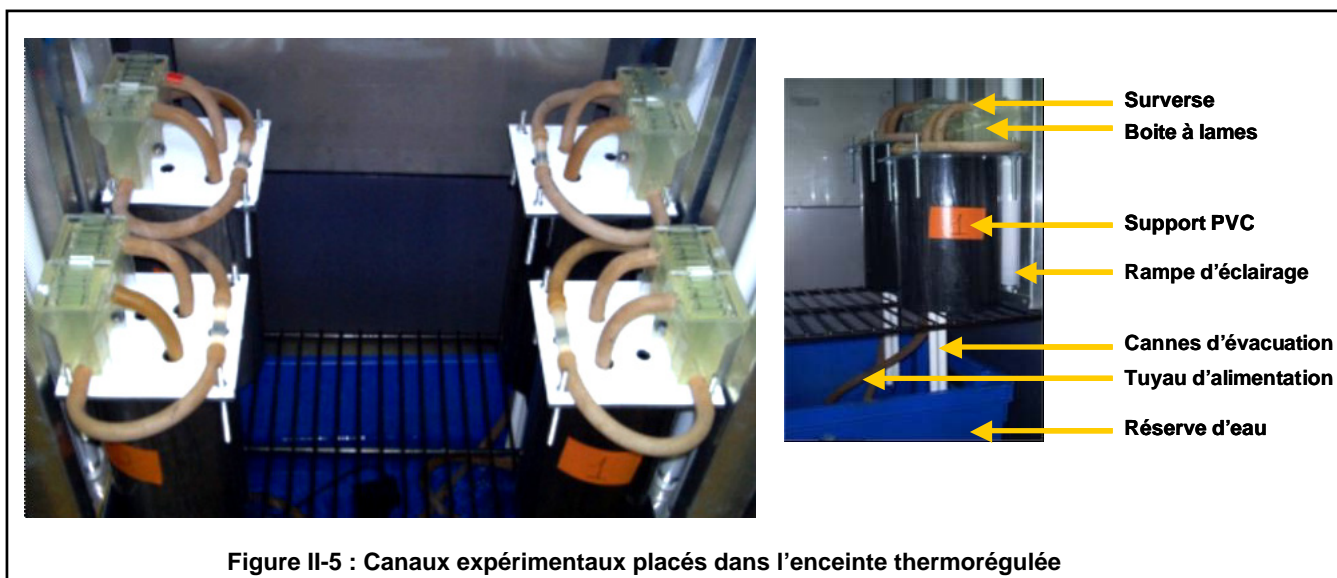 Surverse
Boite à lames
Support PVC
Rampe d'éclairage
Cannes d'évacuation
Tuyau d'alimentation
Réserve d'eau
Figure II-5 : Canaux expérimentaux placés dans l'enceinte thermorégulée